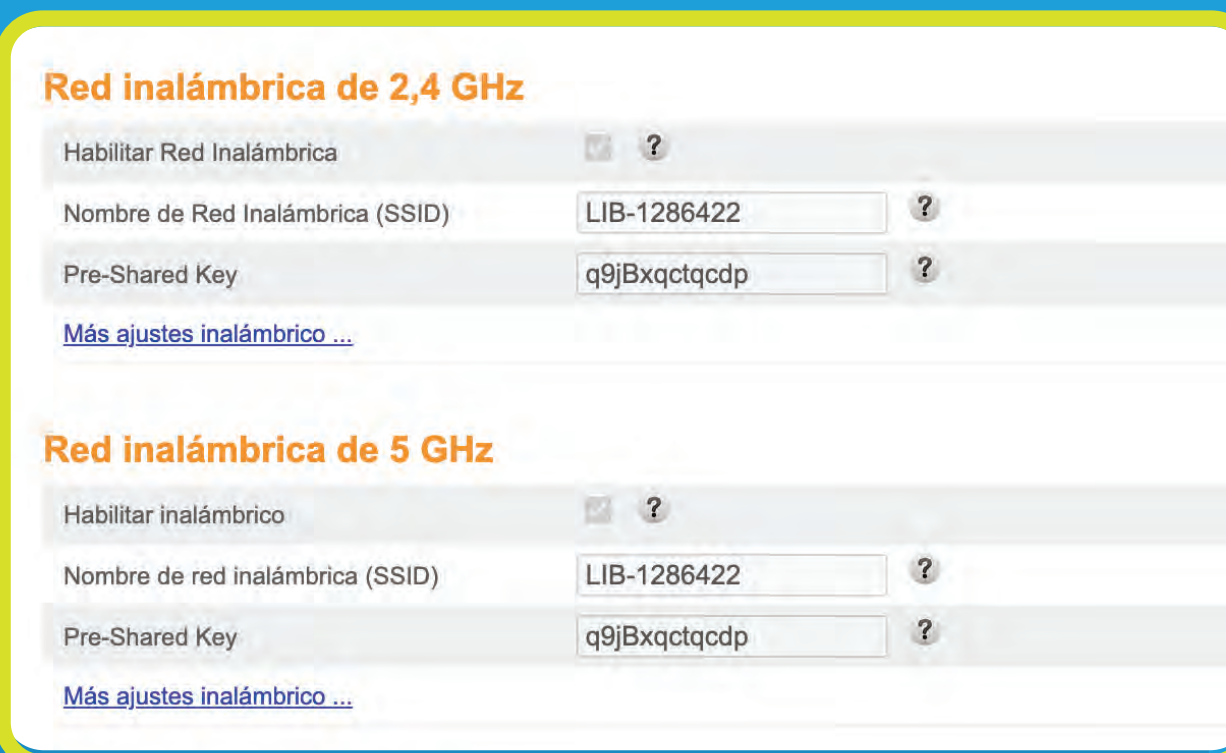 Red inalámbrica de 2,4 GHz
Habilitar Red Inalámbrica ?
Nombre de Red Inalámbrica (SSID) LIB-1286422 ?
Pre-Shared Key q9jBxqctqcdp ?
Más ajustes inalámbrico ...
Red inalámbrica de 5 GHz
Habilitar inalámbrico ?
Nombre de red inalámbrica (SSID) LIB-1286422 ?
Pre-Shared Key q9jBxqctqcdp ?
Más ajustes inalámbrico ...